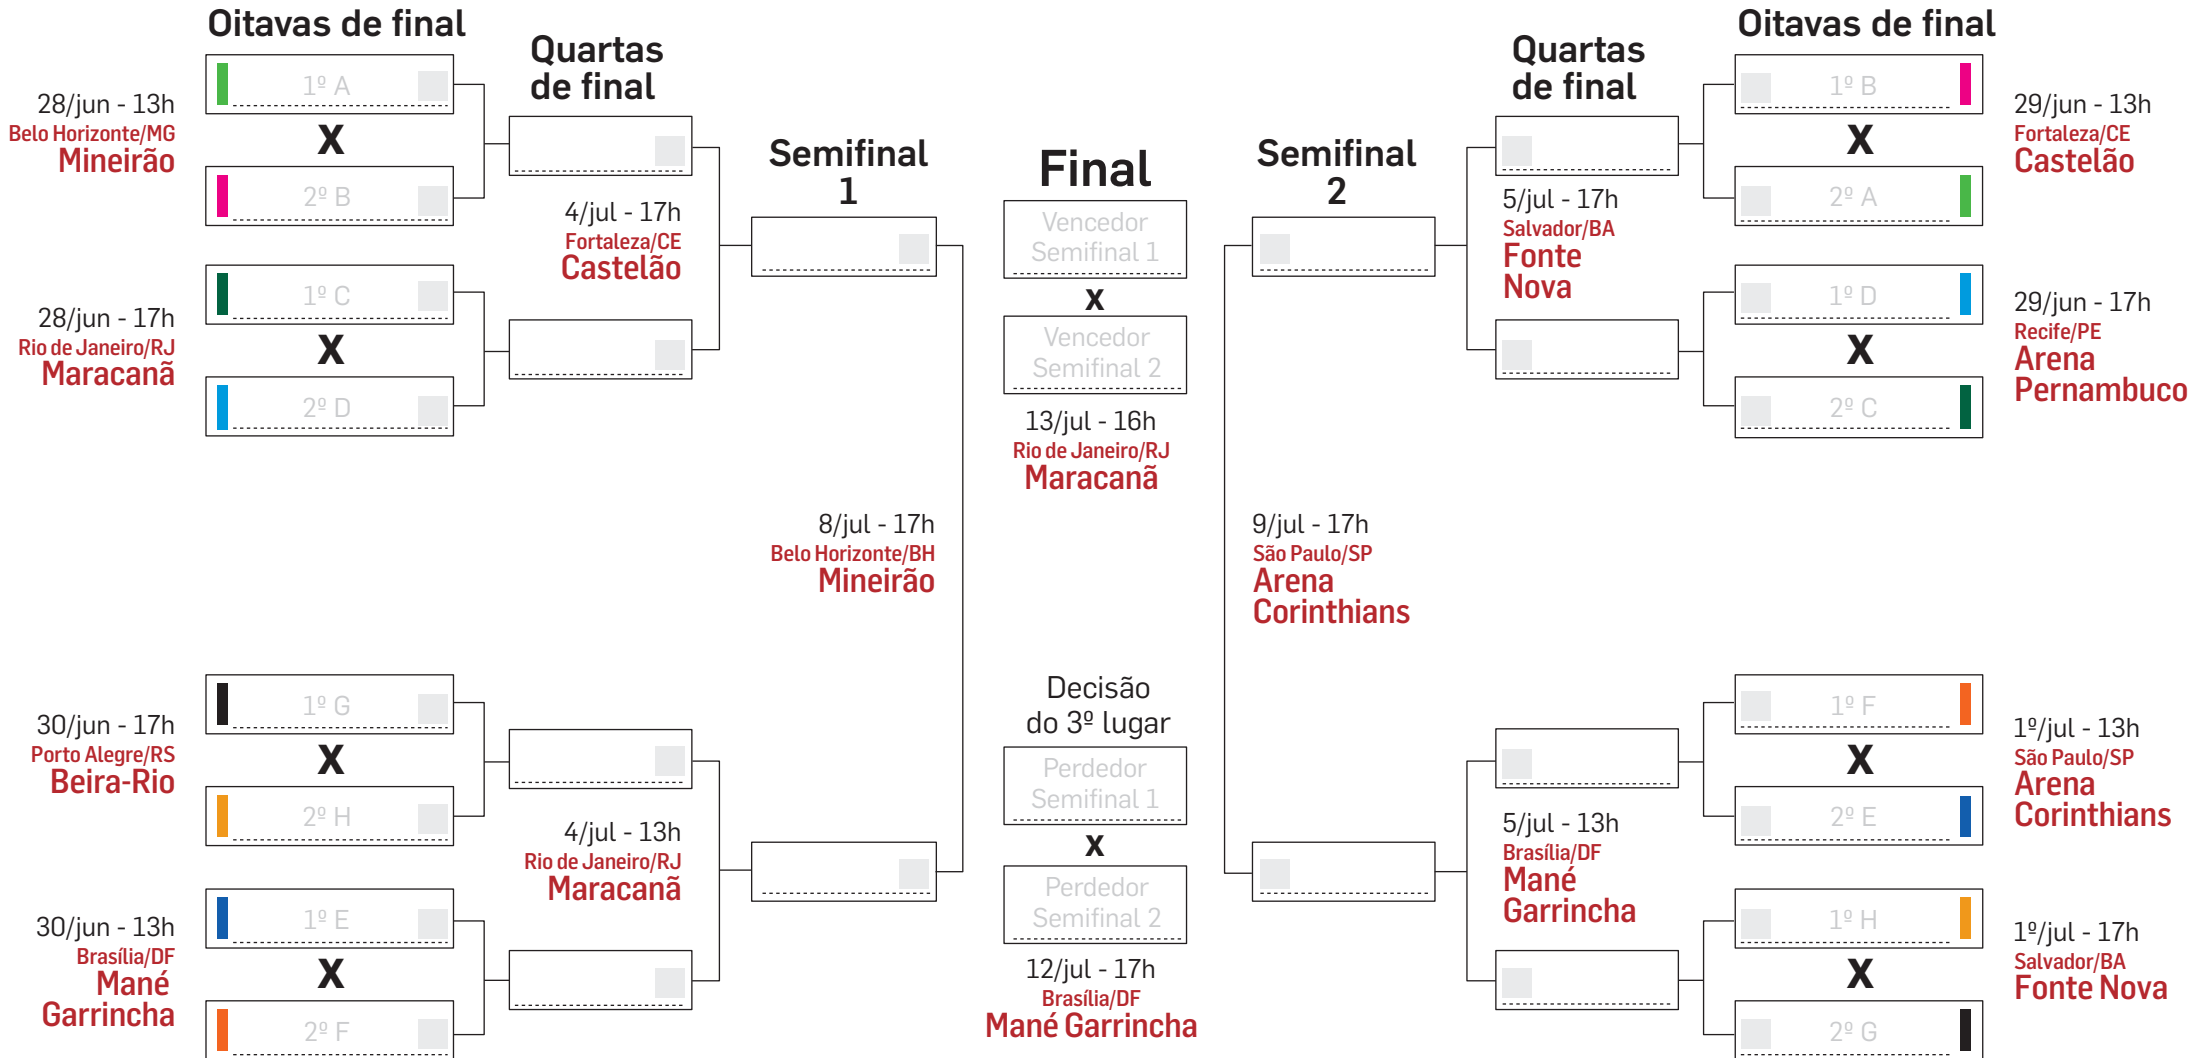 Oitavas de final
28/jun - 13h
Belo Horizonte/MG
Mineirão
1º A
X
2º B
28/jun - 17h
Rio de Janeiro/RJ
Maracanã
1º C
X
2º D
30/jun - 17h
Porto Alegre/RS
Beira-Rio
1º G
X
2º H
30/jun - 13h
Brasília/DF
Mané
Garrincha
1º E
X
2º F
Quartas
de final
4/jul - 17h
Fortaleza/CE
Castelão
4/jul - 13h
Rio de Janeiro/RJ
Maracanã
Semifinal
1
8/jul - 17h
Belo Horizonte/BH
Mineirão
Final
Vencedor
Semifinal 1
X
Vencedor
Semifinal 2
13/jul - 16h
Rio de Janeiro/RJ
Maracanã
Decisão
do 3º lugar
Perdedor
Semifinal 1
X
Perdedor
Semifinal 2
12/jul - 17h
Brasília/DF
Mané Garrincha
Semifinal
2
9/jul - 17h
São Paulo/SP
Arena
Corinthians
Quartas
de final
5/jul - 17h
Salvador/BA
Fonte
Nova
5/jul - 13h
Brasília/DF
Mané
Garrincha
Oitavas de final
1º B
X
2º A
29/jun - 13h
Fortaleza/CE
Castelão
1º D
X
2º C
29/jun - 17h
Recife/PE
Arena
Pernambuco
1º F
X
2º E
1º/jul - 13h
São Paulo/SP
Arena
Corinthians
1º H
X
2º G
1º/jul - 17h
Salvador/BA
Fonte Nova